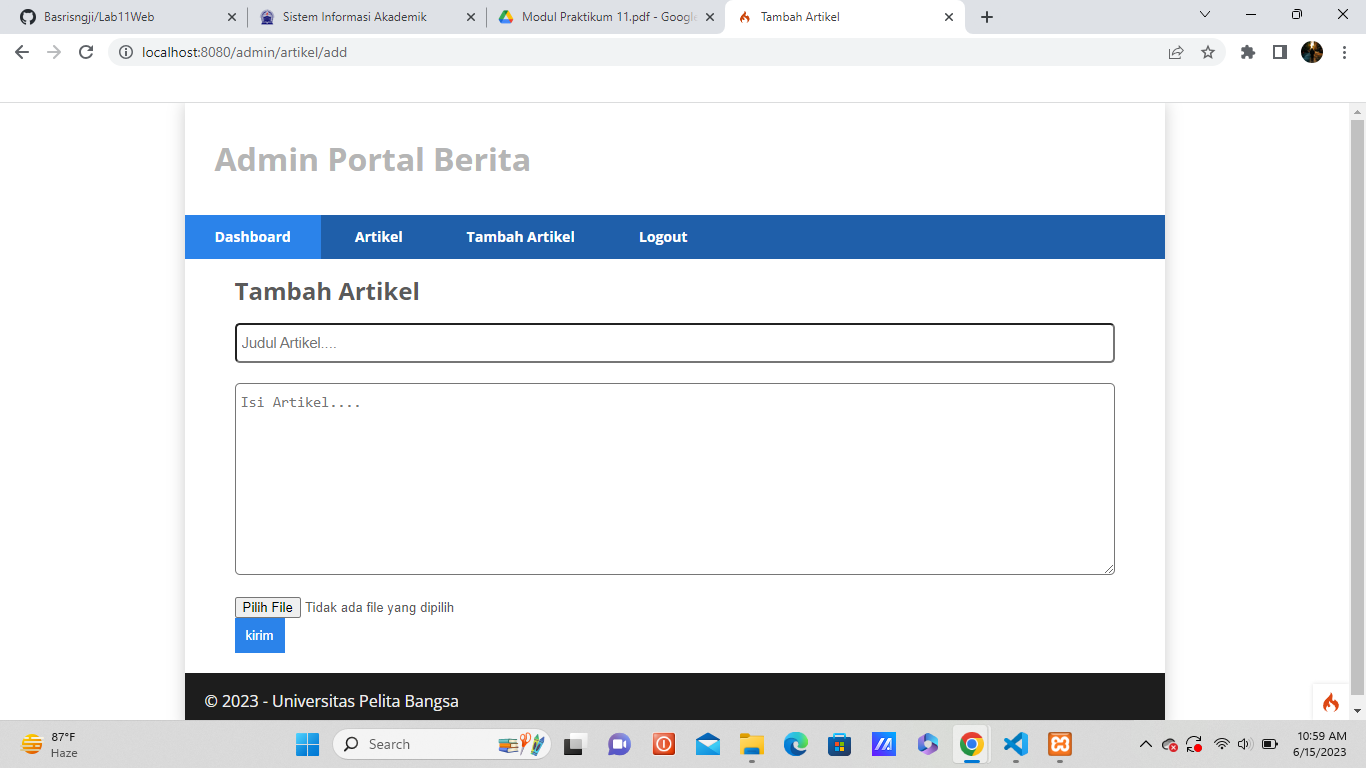 Basrisngji/Lab11Web
Sistem Informasi Akademik
Modul Praktikum 11.pdf - Google
Tambah Artikel
localhost:8080/admin/artikel/add
Admin Portal Berita
Dashboard Artikel Tambah Artikel Logout
Tambah Artikel
Judul Artikel....
Isi Artikel....
Pilih File Tidak ada file yang dipilih
kirim
© 2023 - Universitas Pelita Bangsa
87°F
Haze
Search
10:59 AM
6/15/2023